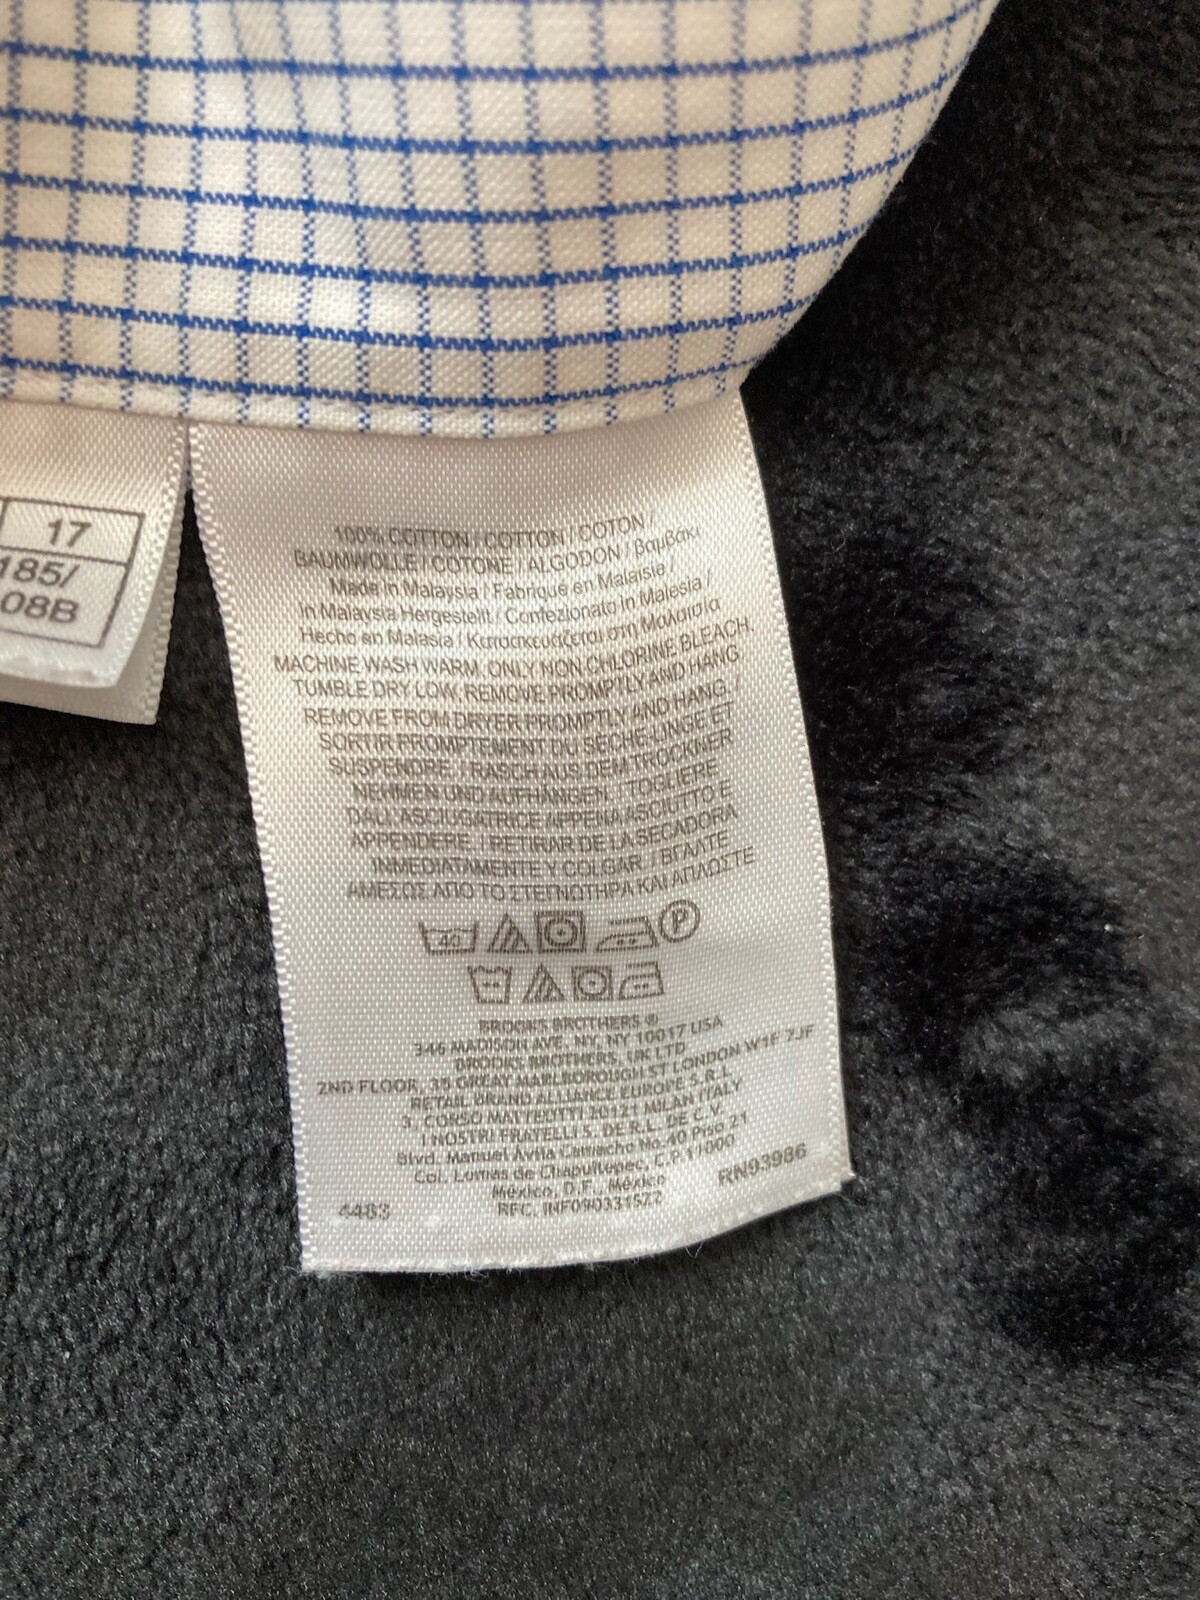 17
185/
08B
100% COTTON / COTTON / COTON /
BAUMWOLLE / COTONE / ALGODON / βαμβάκι
Made in Malaysia / Fabriqué en Malaisie /
in Malaysia Hergestellt / Confezionato in Malesia /
Hecho en Malasia / Κατασκευάζεται στη Μαλαισία
MACHINE WASH WARM. ONLY NON CHLORINE BLEACH.
TUMBLE DRY LOW. REMOVE PROMPTLY AND HANG.
REMOVE FROM DRYER PROMPTLY AND HANG. /
SORTIR PROMPTEMENT DU SÈCHE-LINGE ET
SUSPENDRE. / RASCH AUS DEM TROCKNER
NEHMEN UND AUFHÄNGEN. / TOGLIERE
DALL'ASCIUGATRICE APPENA ASCIUTTO E
APPENDERE. / RETIRAR DE LA SECADORA
INMEDIATAMENTE Y COLGAR. / ΒΓΑΛΤΕ
ΑΜΕΣΩΣ ΑΠΟ ΤΟ ΣΤΕΓΝΩΤΗΡΑ ΚΑΙ ΑΠΛΩΣΤΕ
40 P
BROOKS BROTHERS ®
346 MADISON AVE, NY, NY 10017 USA
BROOKS BROTHERS, UK LTD.
2ND FLOOR, 35 GREAT MARLBOROUGH ST LONDON W1F 7JF
RETAIL BRAND ALLIANCE EUROPE S.R.L
3, CORSO MATTEOTTI 20121 MILAN ITALY
I NOSTRI FRATELLI S. DE R.L. DE C.V.
Blvd. Manuel Ávila Camacho No. 40 Piso 21
Col. Lomas de Chapultepec, C.P. 11000
México, D.F., México
RFC. INF0903315Z2
4483
RN93986